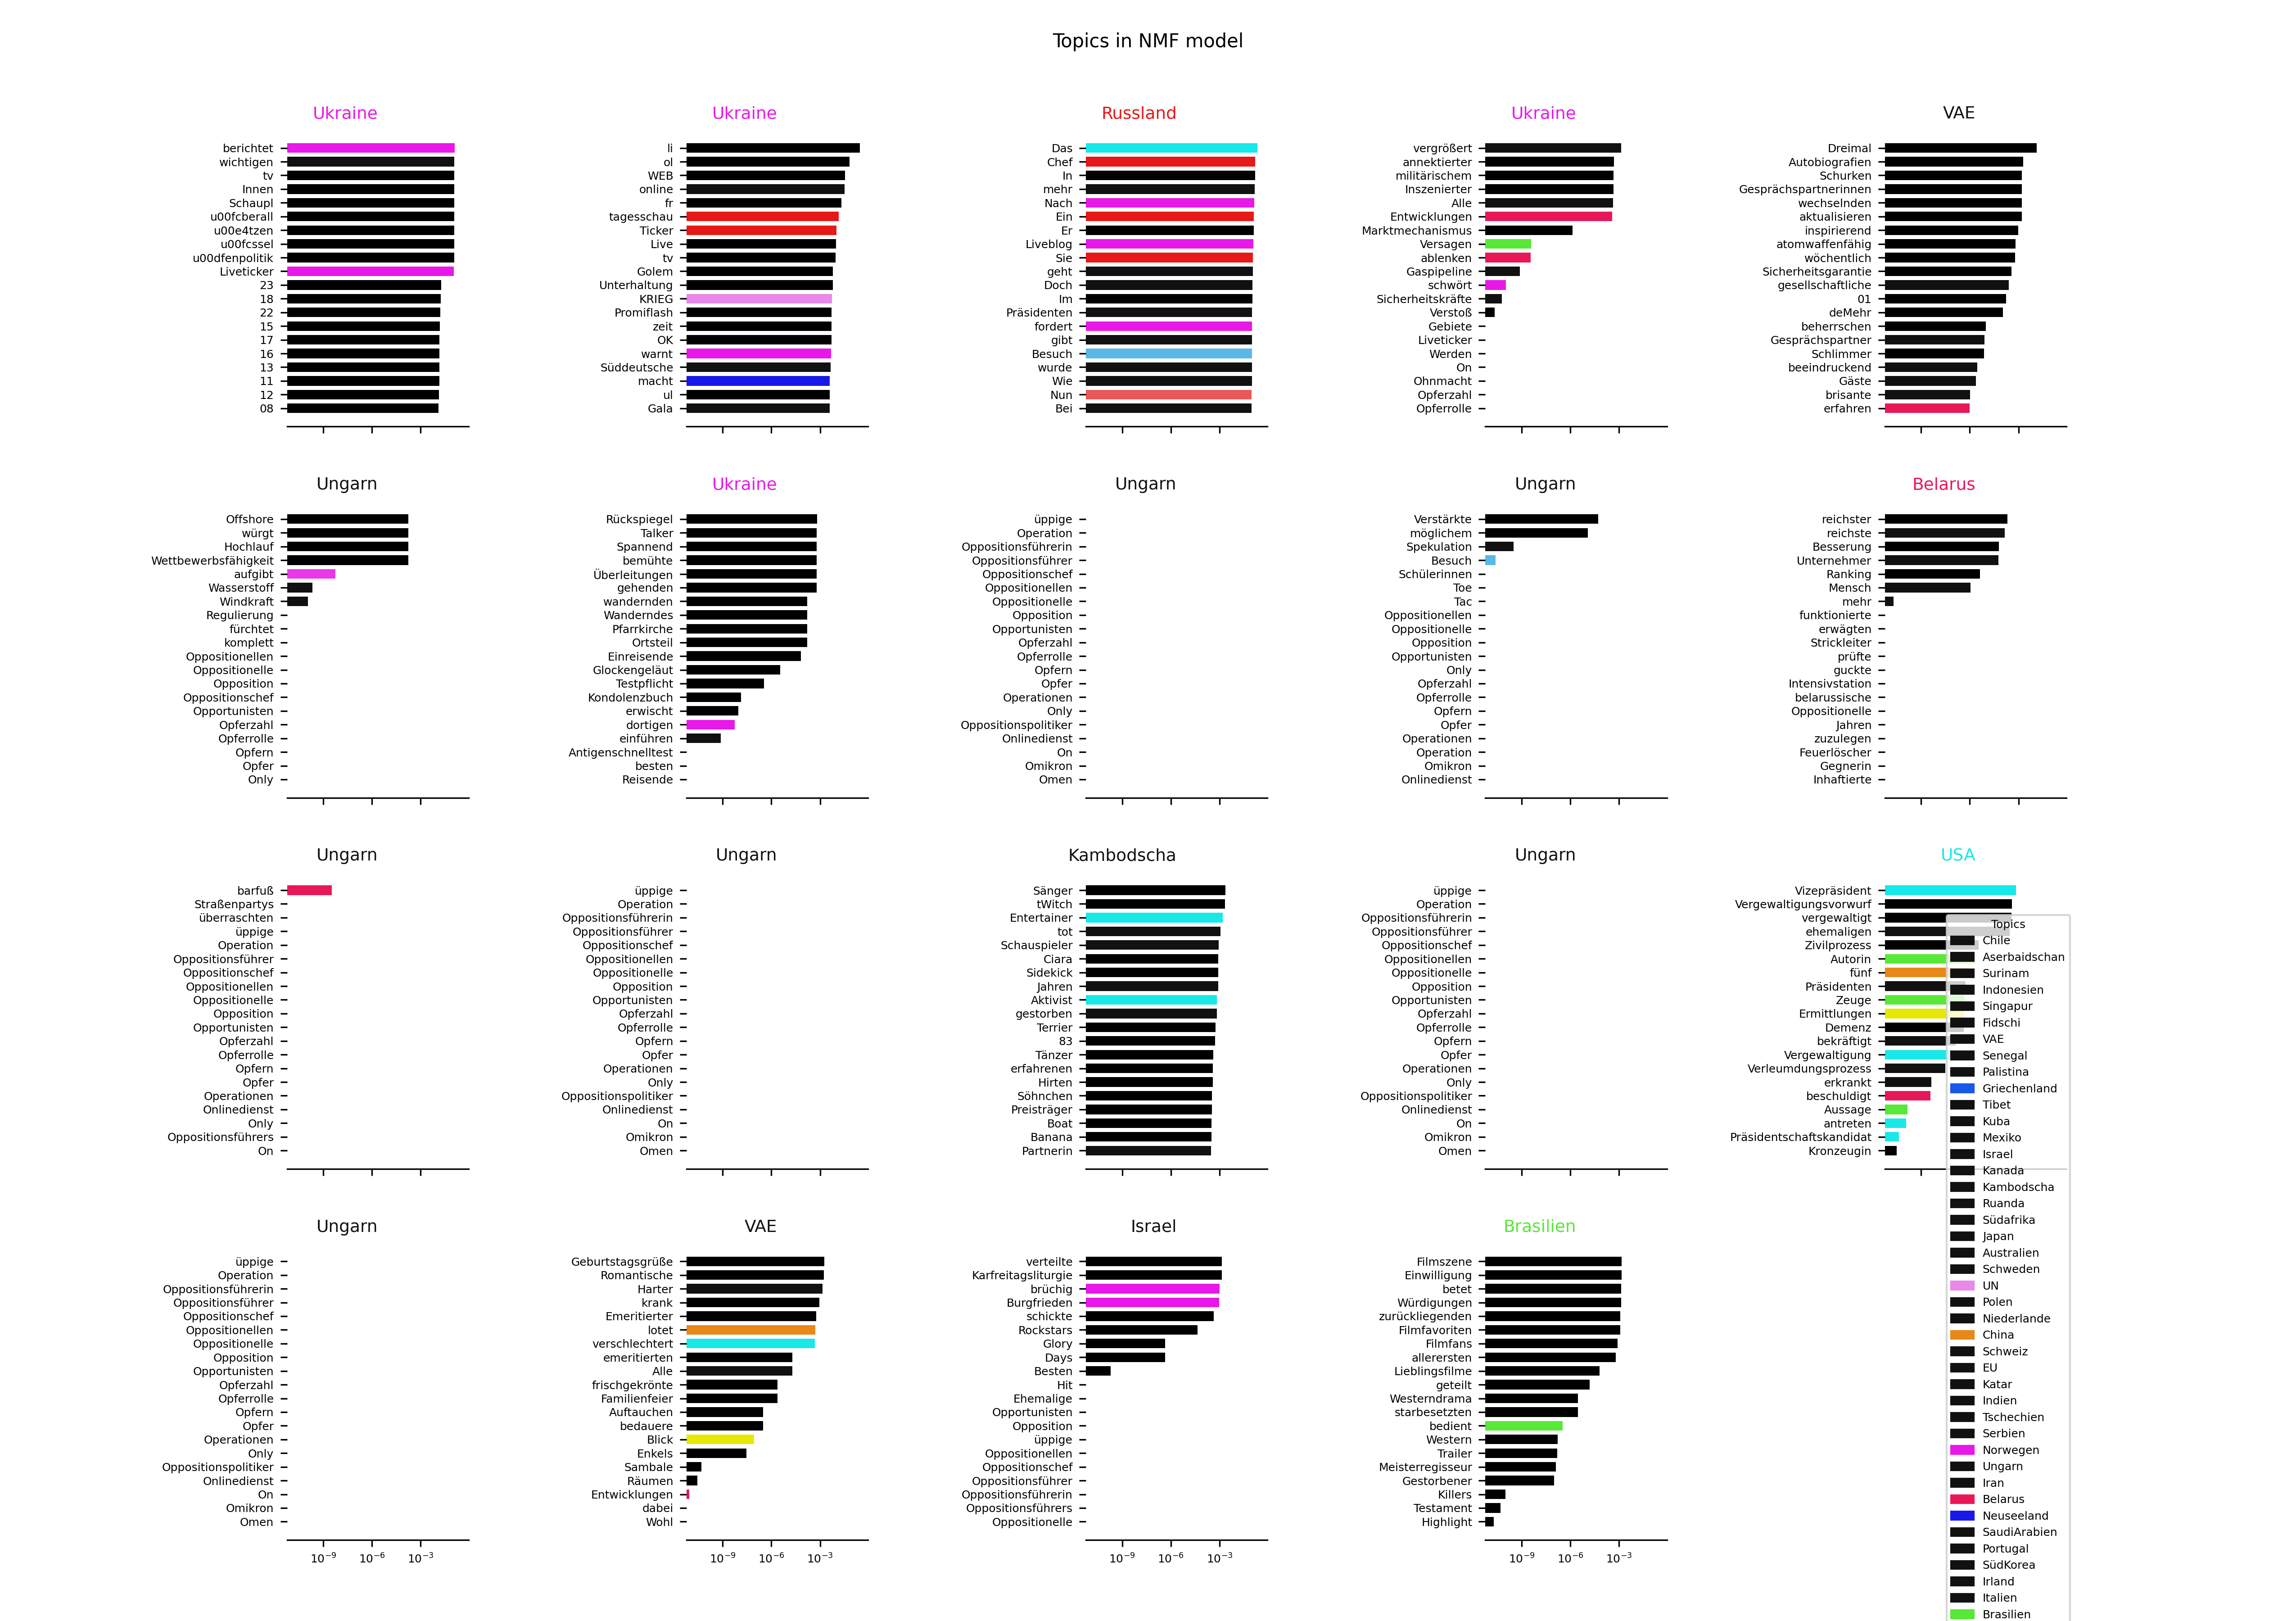 Topics in NMF model
Ukraine
berichtet
wichtigen
tv
Innen
Schaupl
u00fcberall
u00e4tzen
u00fcssel
u00dfenpolitik
Liveticker
23
18
22
15
17
16
13
11
12
08
Ukraine
li
ol
WEB
online
fr
tagesschau
Ticker
Live
tv
Golem
Unterhaltung
KRIEG
Promiflash
zeit
OK
warnt
Süddeutsche
macht
ul
Gala
Russland
Das
Chef
In
mehr
Nach
Ein
Er
Liveblog
Sie
geht
Doch
Im
Präsidenten
fordert
gibt
Besuch
wurde
Wie
Nun
Bei
Ukraine
vergrößert
annektierter
militärischem
Inszenierter
Alle
Entwicklungen
Marktmechanismus
Versagen
ablenken
Gaspipeline
schwört
Sicherheitskräfte
Verstoß
Gebiete
Liveticker
Werden
On
Ohnmacht
Opferzahl
Opferrolle
VAE
Dreimal
Autobiografien
Schurken
Gesprächspartnerinnen
wechselnden
aktualisieren
inspirierend
atomwaffenfähig
wöchentlich
Sicherheitsgarantie
gesellschaftliche
01
deMehr
beherrschen
Gesprächspartner
Schlimmer
beeindruckend
Gäste
brisante
erfahren
Ungarn
Offshore
würgt
Hochlauf
Wettbewerbsfähigkeit
aufgibt
Wasserstoff
Windkraft
Regulierung
fürchtet
komplett
Oppositionellen
Oppositionelle
Opposition
Oppositionschef
Opportunisten
Opferzahl
Opferrolle
Opfern
Opfer
Only
Ukraine
Rückspiegel
Talker
Spannend
bemühte
Überleitungen
gehenden
wandernden
Wanderndes
Pfarrkirche
Ortsteil
Einreisende
Glockengeläut
Testpflicht
Kondolenzbuch
erwischt
dortigen
einführen
Antigenschnelltest
besten
Reisende
Ungarn
üppige
Operation
Oppositionsführerin
Oppositionsführer
Oppositionschef
Oppositionellen
Oppositionelle
Opposition
Opportunisten
Opferzahl
Opferrolle
Opfern
Opfer
Operationen
Only
Oppositionspolitiker
Onlinedienst
On
Omikron
Omen
Ungarn
Verstärkte
möglichem
Spekulation
Besuch
Schülerinnen
Toe
Tac
Oppositionellen
Oppositionelle
Opposition
Opportunisten
Only
Opferzahl
Opferrolle
Opfern
Opfer
Operationen
Operation
Omikron
Onlinedienst
Belarus
reichster
reichste
Besserung
Unternehmer
Ranking
Mensch
mehr
funktionierte
erwägten
Strickleiter
prüfte
guckte
Intensivstation
belarussische
Oppositionelle
Jahren
zuzulegen
Feuerlöscher
Gegnerin
Inhaftierte
Ungarn
barfuß
Straßenpartys
überraschten
üppige
Operation
Oppositionsführer
Oppositionschef
Oppositionellen
Oppositionelle
Opposition
Opportunisten
Opferzahl
Opferrolle
Opfern
Opfer
Operationen
Onlinedienst
Only
Oppositionsführers
On
Ungarn
üppige
Operation
Oppositionsführerin
Oppositionsführer
Oppositionschef
Oppositionellen
Oppositionelle
Opposition
Opportunisten
Opferzahl
Opferrolle
Opfern
Opfer
Operationen
Only
Oppositionspolitiker
Onlinedienst
On
Omikron
Omen
Kambodscha
Sänger
tWitch
Entertainer
tot
Schauspieler
Ciara
Sidekick
Jahren
Aktivist
gestorben
Terrier
83
Tänzer
erfahrenen
Hirten
Söhnchen
Preisträger
Boat
Banana
Partnerin
Ungarn
üppige
Operation
Oppositionsführerin
Oppositionsführer
Oppositionschef
Oppositionellen
Oppositionelle
Opposition
Opportunisten
Opferzahl
Opferrolle
Opfern
Opfer
Operationen
Only
Oppositionspolitiker
Onlinedienst
On
Omikron
Omen
USA
Vizepräsident
Vergewaltigungsvorwurf
vergewaltigt
ehemaligen
Zivilprozess
Autorin
fünf
Präsidenten
Zeuge
Ermittlungen
Demenz
bekräftigt
Vergewaltigung
Verleumdungsprozess
erkrankt
beschuldigt
Aussage
antreten
Präsidentschaftskandidat
Kronzeugin
Ungarn
üppige
Operation
Oppositionsführerin
Oppositionsführer
Oppositionschef
Oppositionellen
Oppositionelle
Opposition
Opportunisten
Opferzahl
Opferrolle
Opfern
Opfer
Operationen
Only
Oppositionspolitiker
Onlinedienst
On
Omikron
Omen
10⁻⁹ 10⁻⁶ 10⁻³
VAE
Geburtstagsgrüße
Romantische
Harter
krank
Emeritierter
lotet
verschlechtert
emeritierten
Alle
frischgekrönte
Familienfeier
Auftauchen
bedauere
Blick
Enkels
Sambale
Räumen
Entwicklungen
dabei
Wohl
10⁻⁹ 10⁻⁶ 10⁻³
Israel
verteilte
Karfreitagsliturgie
brüchig
Burgfrieden
schickte
Rockstars
Glory
Days
Besten
Hit
Ehemalige
Opportunisten
Opposition
üppige
Oppositionellen
Oppositionschef
Oppositionsführer
Oppositionsführerin
Oppositionsführers
Oppositionelle
10⁻⁹ 10⁻⁶ 10⁻³
Brasilien
Filmszene
Einwilligung
betet
Würdigungen
zurückliegenden
Filmfavoriten
Filmfans
allerersten
Lieblingsfilme
geteilt
Westerndrama
starbesetzten
bedient
Western
Trailer
Meisterregisseur
Gestorbener
Killers
Testament
Highlight
10⁻⁹ 10⁻⁶ 10⁻³
Topics
Chile
Aserbaidschan
Surinam
Indonesien
Singapur
Fidschi
VAE
Senegal
Palistina
Griechenland
Tibet
Kuba
Mexiko
Israel
Kanada
Kambodscha
Ruanda
Südafrika
Japan
Australien
Schweden
UN
Polen
Niederlande
China
Schweiz
EU
Katar
Indien
Tschechien
Serbien
Norwegen
Ungarn
Iran
Belarus
Neuseeland
SaudiArabien
Portugal
SüdKorea
Irland
Italien
Brasilien